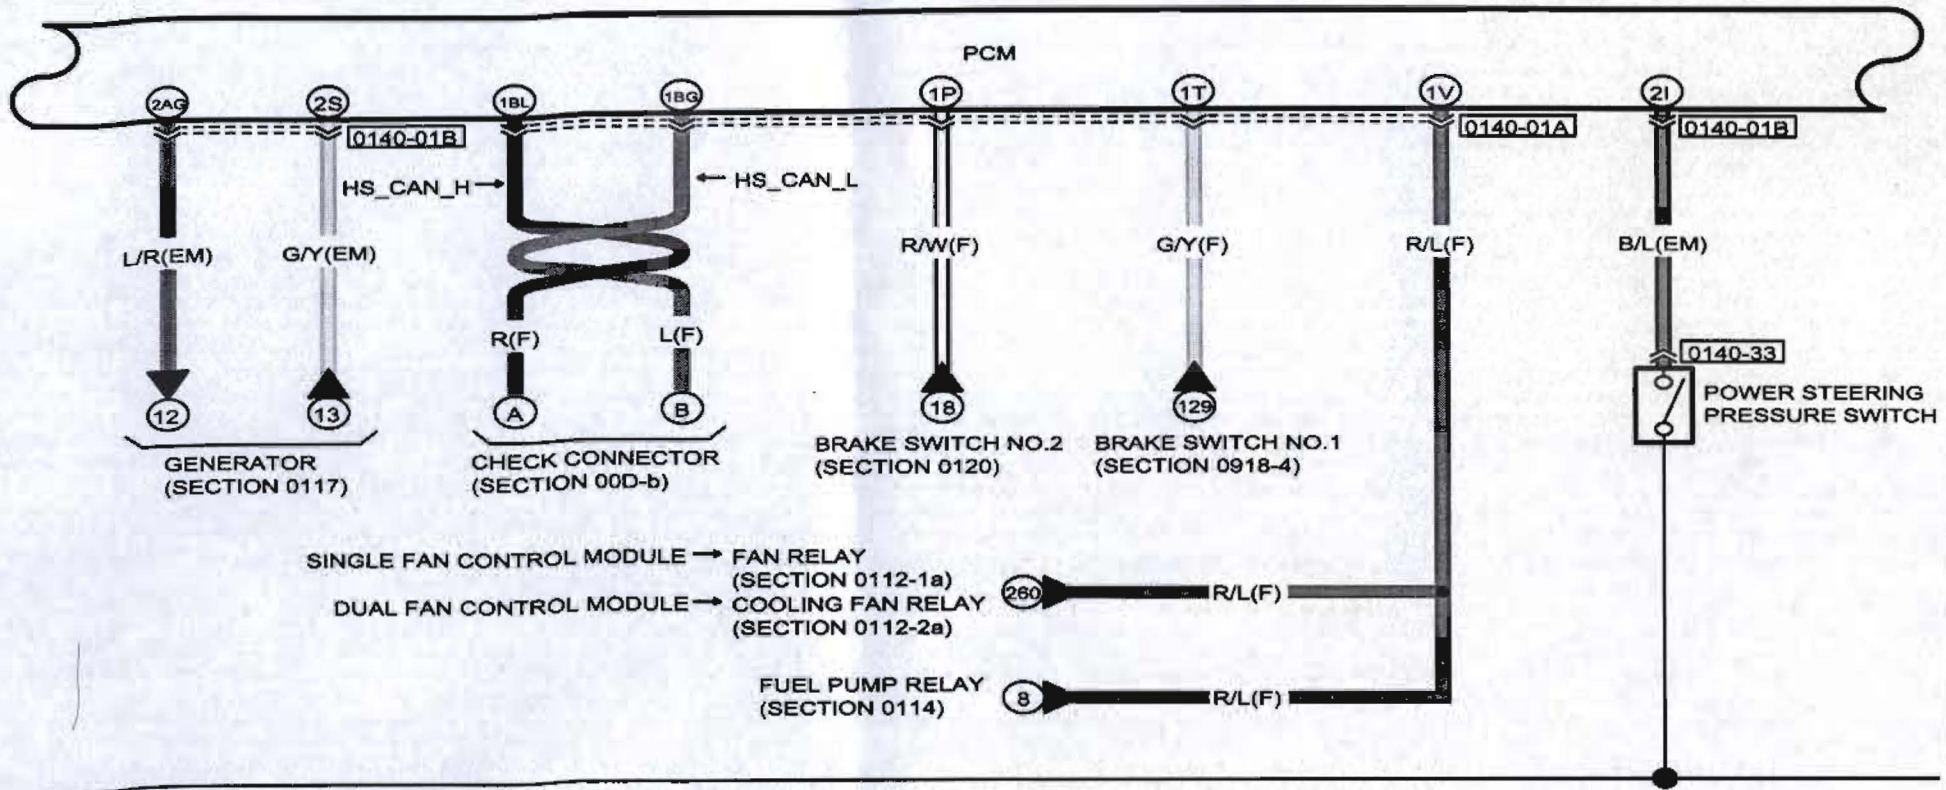 PCM
2AG
2S
1BL
1BG
1P
1T
1V
2I
0140-01B
0140-01A
0140-01B
HS_CAN_H
HS_CAN_L
L/R(EM)
G/Y(EM)
R/W(F)
G/Y(F)
R/L(F)
B/L(EM)
R(F)
L(F)
0140-33
12
13
A
B
18
129
POWER STEERING
PRESSURE SWITCH
GENERATOR
(SECTION 0117)
CHECK CONNECTOR
(SECTION 00D-b)
BRAKE SWITCH NO.2
(SECTION 0120)
BRAKE SWITCH NO.1
(SECTION 0918-4)
SINGLE FAN CONTROL MODULE → FAN RELAY
(SECTION 0112-1a)
DUAL FAN CONTROL MODULE → COOLING FAN RELAY
(SECTION 0112-2a)
260
R/L(F)
FUEL PUMP RELAY
(SECTION 0114)
8
R/L(F)